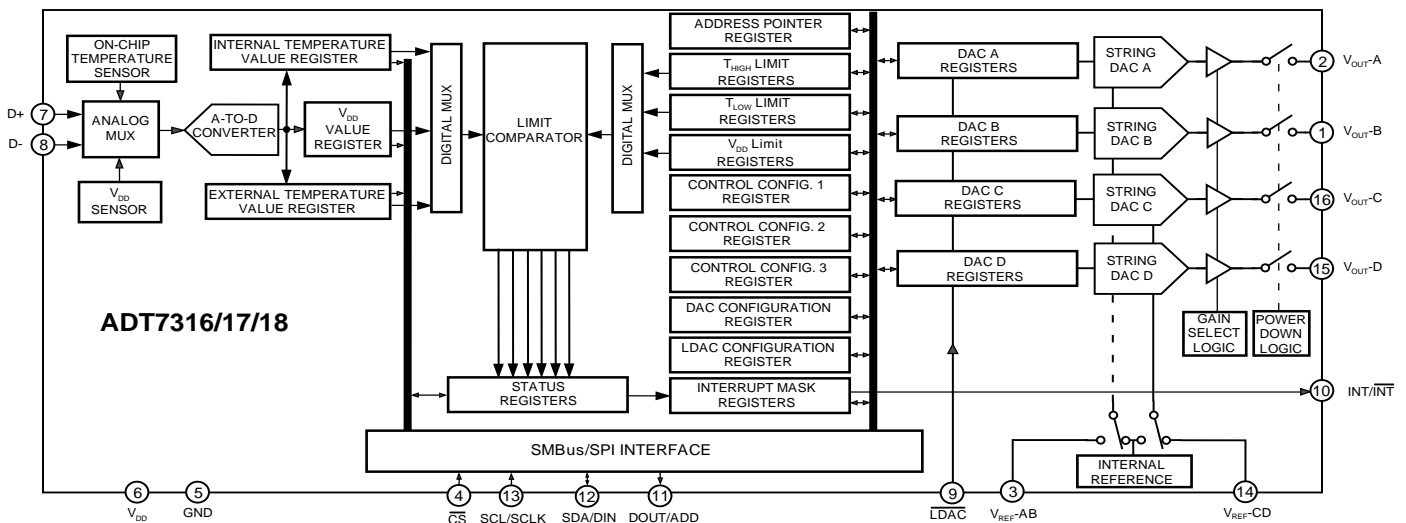 ON-CHIP
TEMPERATURE
SENSOR
INTERNAL TEMPERATURE
VALUE REGISTER
D+
7
D-
8
ANALOG
MUX
A-TO-D
CONVERTER
VDD
VALUE
REGISTER
VDD
SENSOR
EXTERNAL TEMPERATURE
VALUE REGISTER
DIGITAL MUX
LIMIT
COMPARATOR
DIGITAL MUX
ADDRESS POINTER
REGISTER
THIGH LIMIT
REGISTERS
TLOW LIMIT
REGISTERS
VDD Limit
REGISTERS
CONTROL CONFIG. 1
REGISTER
CONTROL CONFIG. 2
REGISTER
CONTROL CONFIG. 3
REGISTER
DAC CONFIGURATION
REGISTER
LDAC CONFIGURATION
REGISTER
INTERRUPT MASK
REGISTERS
STATUS
REGISTERS
ADT7316/17/18
DAC A
REGISTERS
STRING
DAC A
2
VOUT-A
DAC B
REGISTERS
STRING
DAC B
1
VOUT-B
DAC C
REGISTERS
STRING
DAC C
16
VOUT-C
DAC D
REGISTERS
STRING
DAC D
15
VOUT-D
GAIN
SELECT
LOGIC
POWER
DOWN
LOGIC
10
INT/INT
SMBus/SPI INTERFACE
INTERNAL
REFERENCE
6
VDD
5
GND
4
CS
13
SCL/SCLK
12
SDA/DIN
11
DOUT/ADD
9
LDAC
3
VREF-AB
14
VREF-CD